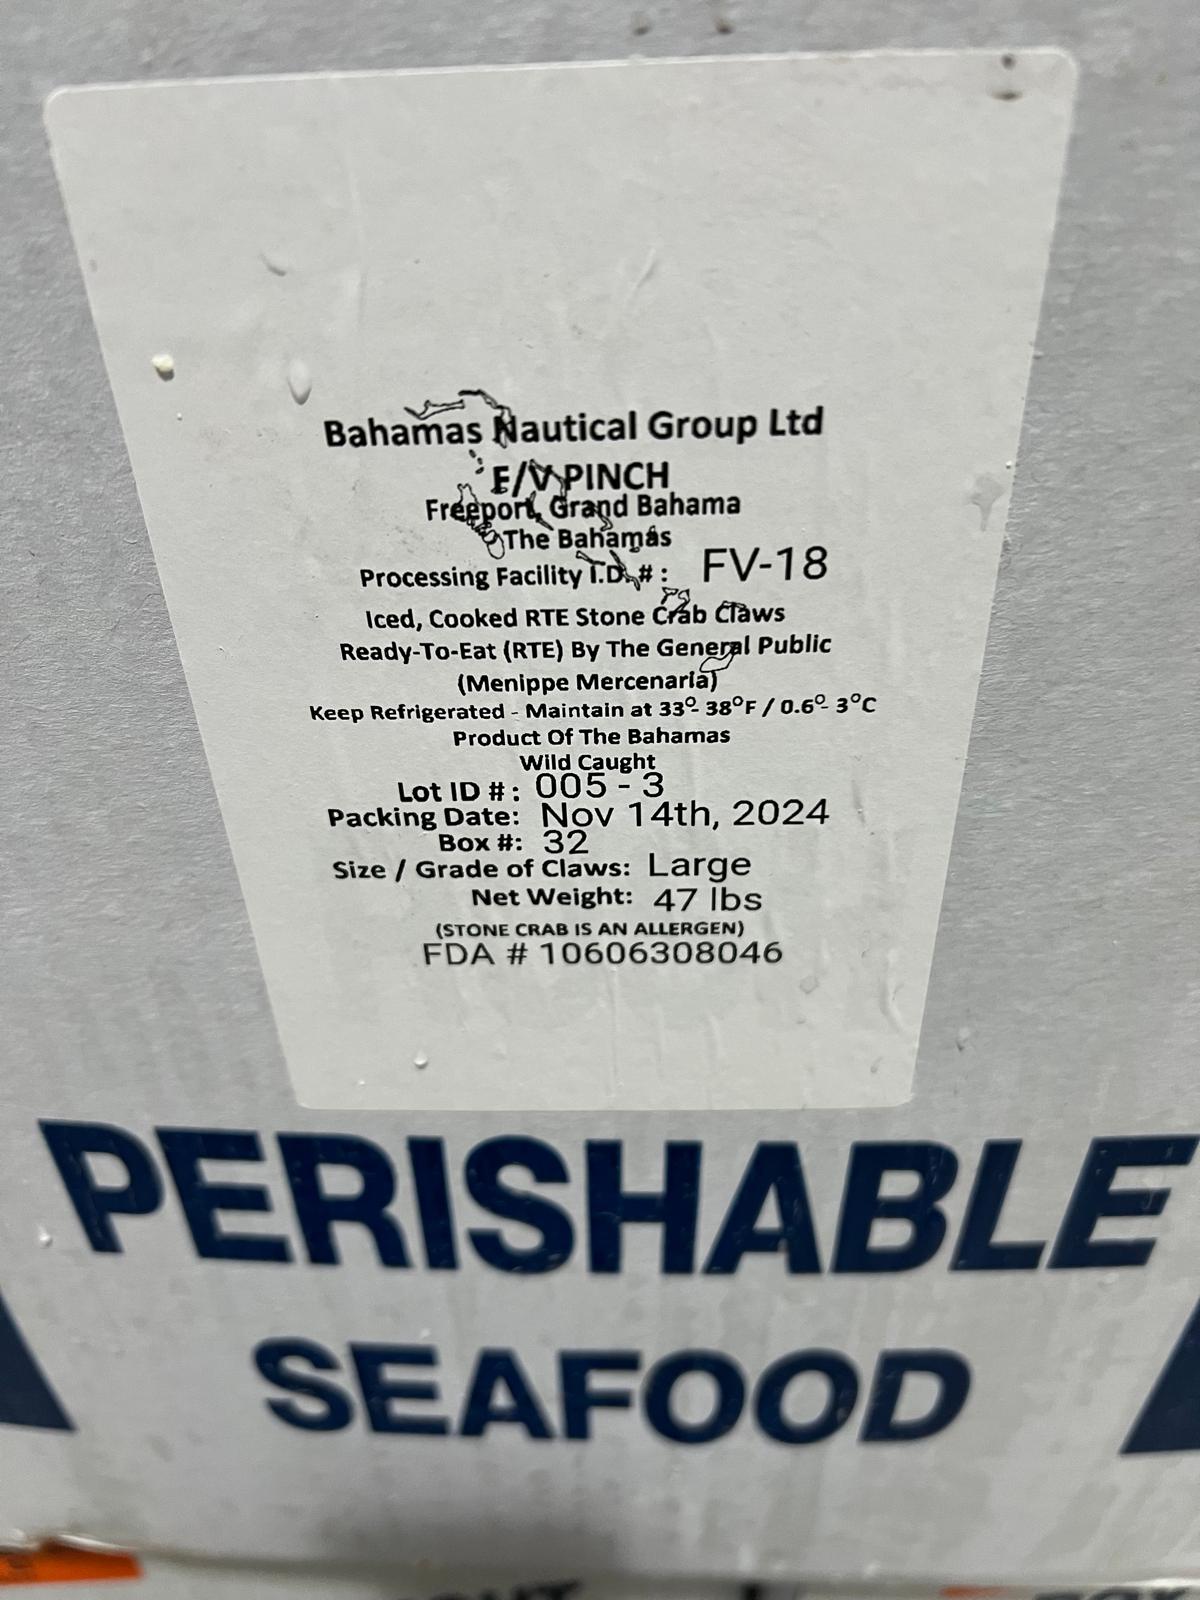 Bahamas Nautical Group Ltd
F/V PINCH
Freeport, Grand Bahama
The Bahamas
Processing Facility I.D. # : FV-18
Iced, Cooked RTE Stone Crab Claws
Ready-To-Eat (RTE) By The General Public
(Menippe Mercenaria)
Keep Refrigerated - Maintain at 33º- 38ºF / 0.6º- 3ºC
Product Of The Bahamas
Wild Caught
Lot ID # : 005 - 3
Packing Date: Nov 14th, 2024
Box #: 32
Size / Grade of Claws: Large
Net Weight: 47 lbs
(STONE CRAB IS AN ALLERGEN)
FDA # 10606308046
PERISHABLE
SEAFOOD